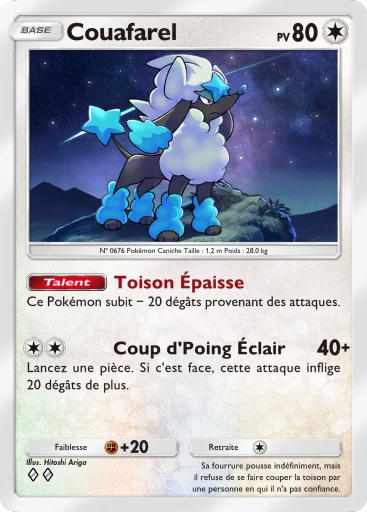 BASE Couafarel PV 80
N° 0676 Pokémon Caniche Taille : 1,2 m Poids : 28,0 kg
Talent Toison Épaisse
Ce Pokémon subit − 20 dégâts provenant des attaques.
Coup d'Poing Éclair 40+
Lancez une pièce. Si c'est face, cette attaque inflige
20 dégâts de plus.
Faiblesse +20 Retraite
Illus. Hitoshi Ariga
Sa fourrure pousse indéfiniment, mais
il refuse de se faire couper la toison par
une personne en qui il n'a pas confiance.